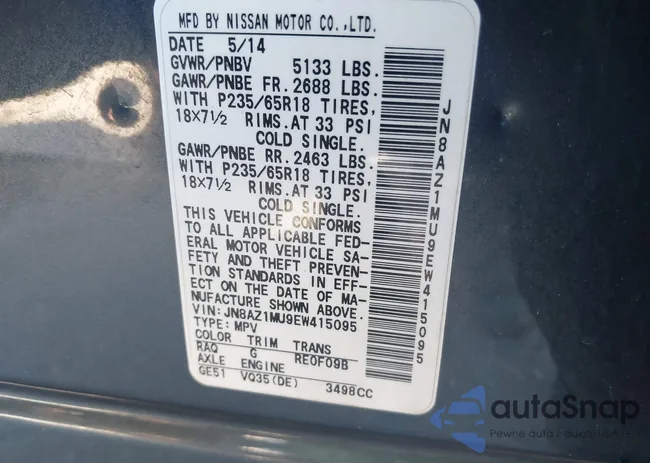 MFD BY NISSAN MOTOR CO.,LTD.
DATE 5/14
GVWR/PNBV 5133 LBS.
GAWR/PNBE FR. 2688 LBS.
WITH P235/65R18 TIRES,
18X7½ RIMS. AT 33 PSI
COLD SINGLE.
GAWR/PNBE RR. 2463 LBS.
WITH P235/65R18 TIRES,
18X7½ RIMS. AT 33 PSI
COLD SINGLE.
THIS VEHICLE CONFORMS
TO ALL APPLICABLE FED-
ERAL MOTOR VEHICLE SA-
FETY AND THEFT PREVEN-
TION STANDARDS IN EFF-
ECT ON THE DATE OF MA-
NUFACTURE SHOWN ABOVE.
VIN: JN8AZ1MU9EW415095
TYPE: MPV
COLOR TRIM TRANS
RAQ G RE0F09B
AXLE ENGINE
GE51 VQ35(DE) 3498CC
JN8AZ1MU9EW415095
autaSnap
Pewne auta z